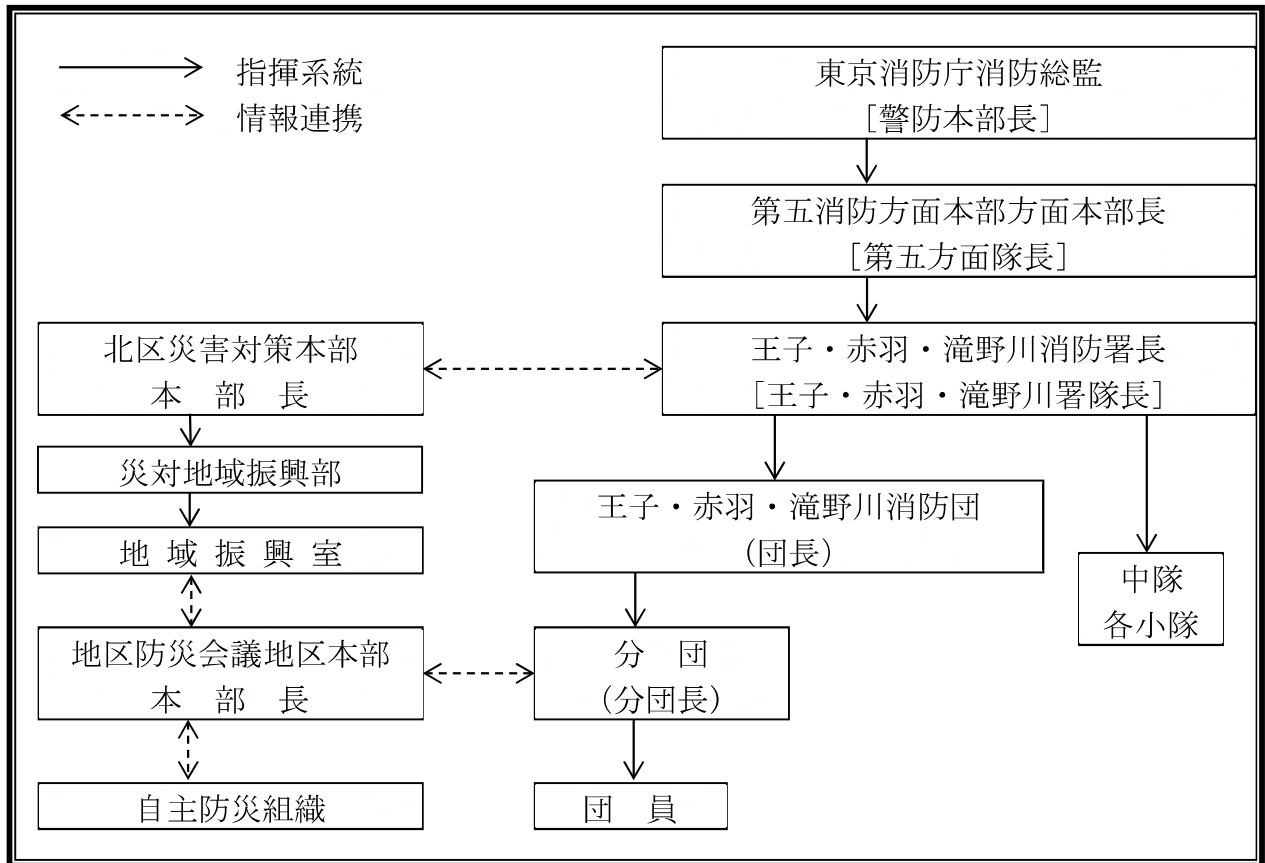 指揮系統
情報連携
東京消防庁消防総監
［警防本部長］
第五消防方面本部方面本部長
［第五方面隊長］
北区災害対策本部
本　部　長
王子・赤羽・滝野川消防署長
［王子・赤羽・滝野川署隊長］
災対地域振興部
地 域 振 興 室
王子・赤羽・滝野川消防団
（団長）
中隊
各小隊
地区防災会議地区本部
本　部　長
分　団
（分団長）
自主防災組織
団　員